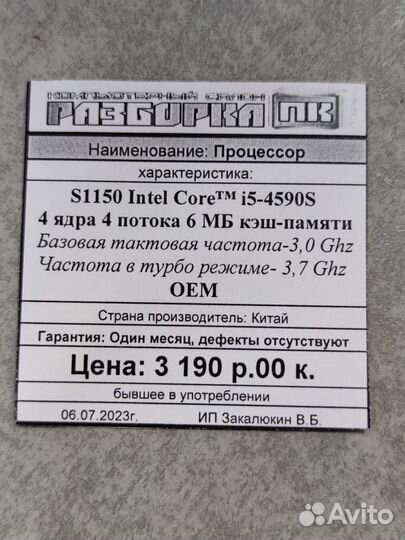 КОМПЬЮТЕРНЫЙ САЛОН
РАЗБОРКА ПК
Наименование: Процессор
характеристика:
S1150 Intel Core™ i5-4590S
4 ядра 4 потока 6 МБ кэш-памяти
Базовая тактовая частота-3,0 Ghz
Частота в турбо режиме- 3,7 Ghz
OEM
Страна производитель: Китай
Гарантия: Один месяц, дефекты отсутствуют
Цена: 3 190 р.00 к.
бывшее в употреблении
06.07.2023г. ИП Закалюкин В.Б.
Avito